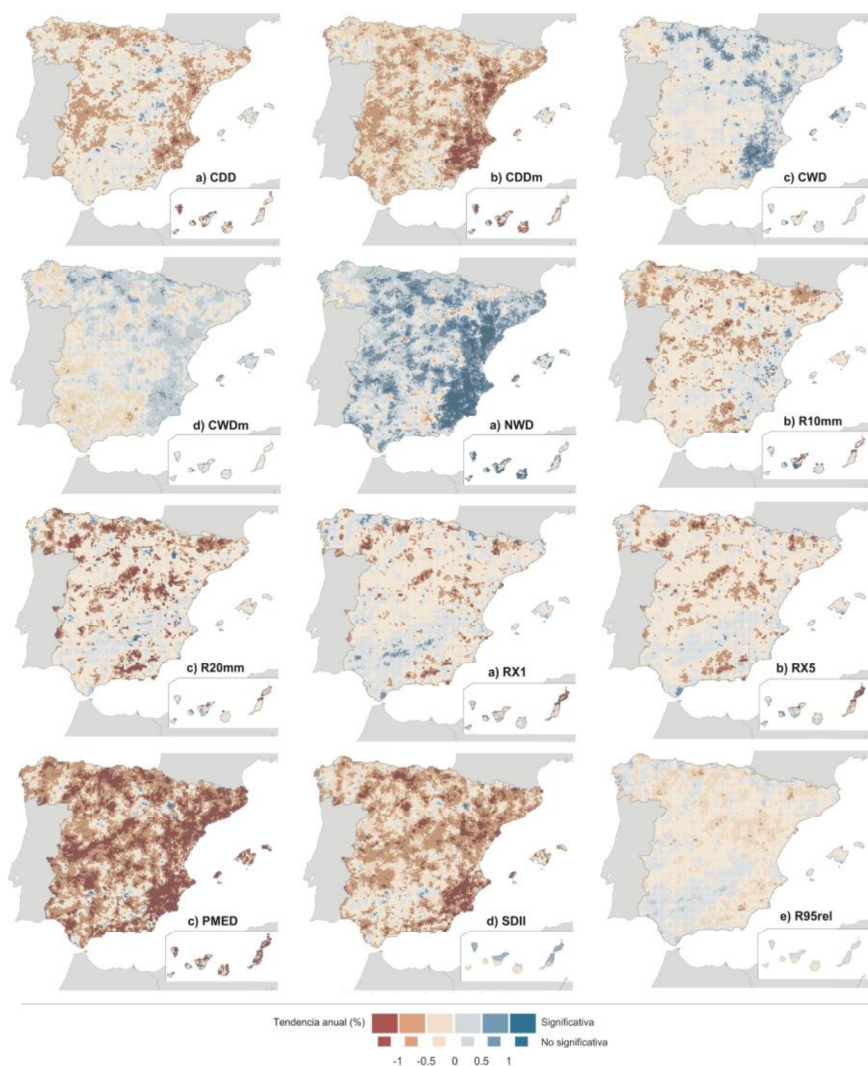 a) CDD
b) CDDm
c) CWD
d) CWDm
a) NWD
b) R10mm
c) R20mm
a) RX1
b) RX5
c) PMED
d) SDII
e) R95rel
Tendencia anual (%) Significativa
No significativa
-1 -0.5 0 0.5 1